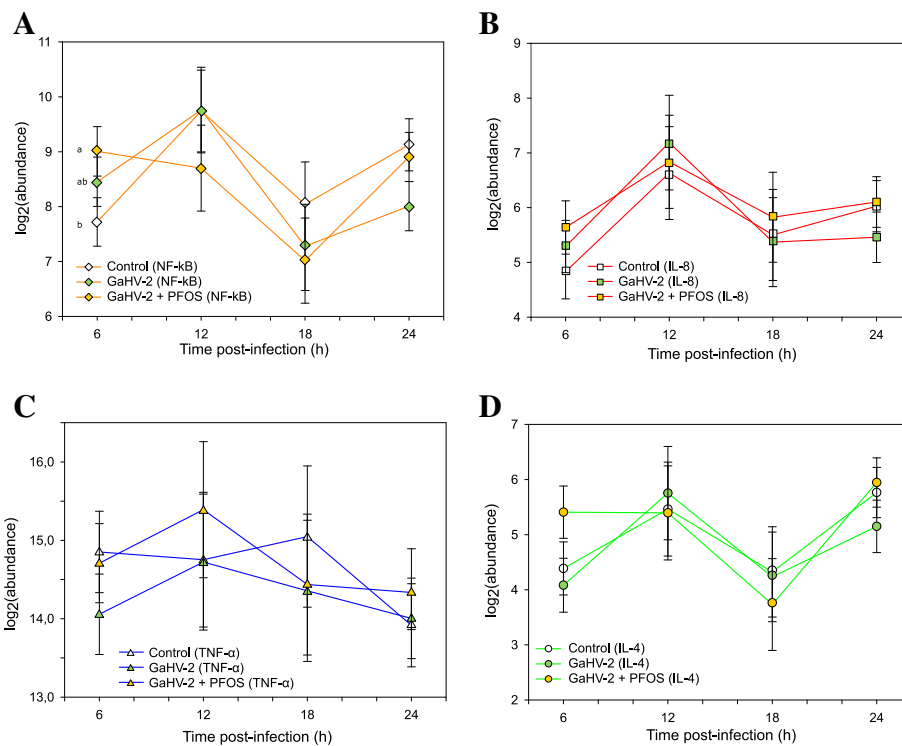 A
log2(abundance)
11
10
9
8
7
6
a
ab
b
Control (NF-kB)
GaHV-2 (NF-kB)
GaHV-2 + PFOS (NF-kB)
6 12 18 24
Time post-infection (h)
B
log2(abundance)
9
8
7
6
5
4
Control (IL-8)
GaHV-2 (IL-8)
GaHV-2 + PFOS (IL-8)
6 12 18 24
Time post-infection (h)
C
log2(abundance)
16,0
15,0
14,0
13,0
Control (TNF-α)
GaHV-2 (TNF-α)
GaHV-2 + PFOS (TNF-α)
6 12 18 24
Time post-infection (h)
D
log2(abundance)
7
6
5
4
3
2
Control (IL-4)
GaHV-2 (IL-4)
GaHV-2 + PFOS (IL-4)
6 12 18 24
Time post-infection (h)